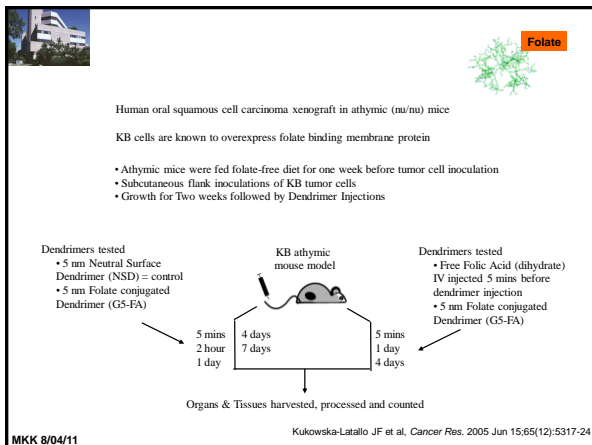 Folate
Human oral squamous cell carcinoma xenograft in athymic (nu/nu) mice
KB cells are known to overexpress folate binding membrane protein
• Athymic mice were fed folate-free diet for one week before tumor cell inoculation
• Subcutaneous flank inoculations of KB tumor cells
• Growth for Two weeks followed by Dendrimer Injections
Dendrimers tested
• 5 nm Neutral Surface
Dendrimer (NSD) = control
• 5 nm Folate conjugated
Dendrimer (G5-FA)
KB athymic
mouse model
Dendrimers tested
• Free Folic Acid (dihydrate)
IV injected 5 mins before
dendrimer injection
• 5 nm Folate conjugated
Dendrimer (G5-FA)
5 mins
2 hour
1 day
4 days
7 days
5 mins
1 day
4 days
Organs & Tissues harvested, processed and counted
Kukowska-Latallo JF et al, Cancer Res. 2005 Jun 15;65(12):5317-24
MKK 8/04/11